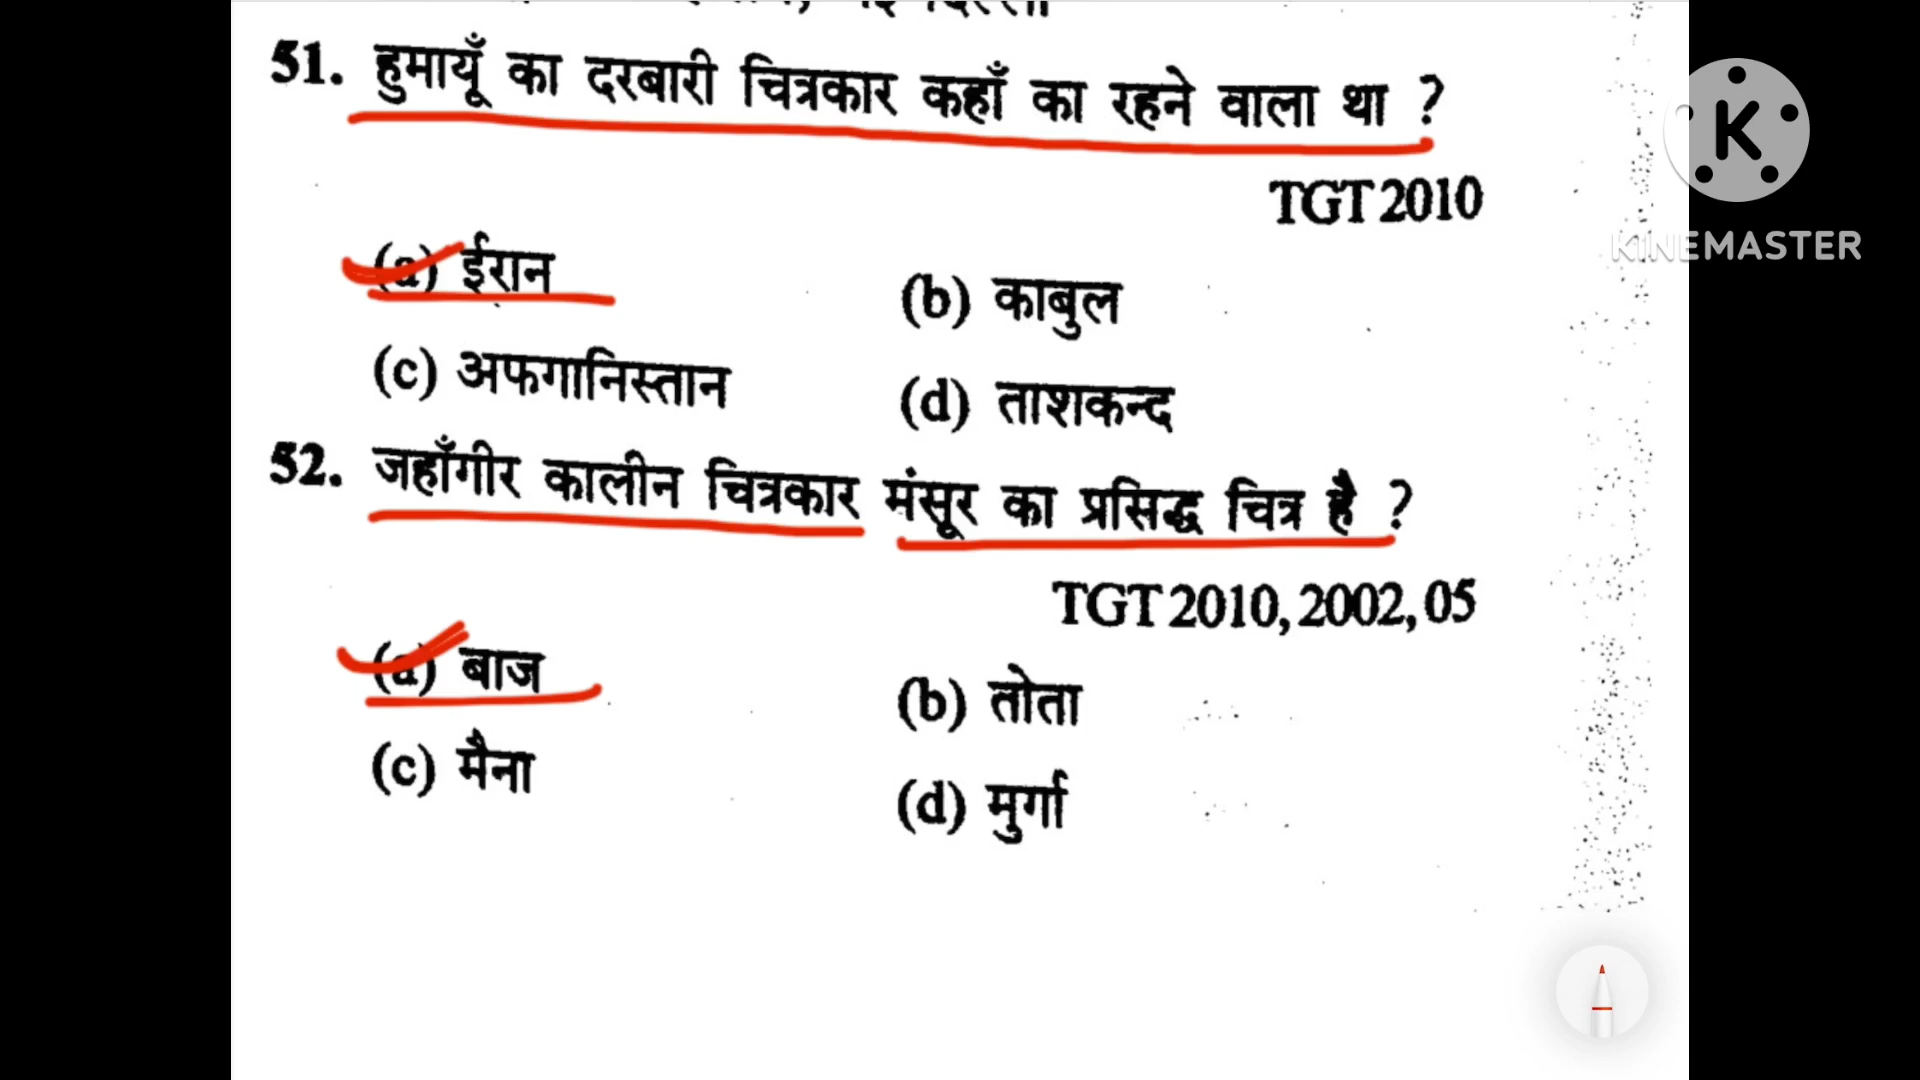 51. हुमायूँ का दरबारी चित्रकार कहाँ का रहने वाला था ?
TGT 2010
(a) ईरान
(b) काबुल
(c) अफगानिस्तान
(d) ताशकन्द
52. जहाँगीर कालीन चित्रकार मंसूर का प्रसिद्ध चित्र है ?
TGT 2010, 2002, 05
(a) बाज
(b) तोता
(c) मैना
(d) मुर्गा
K
KINEMASTER